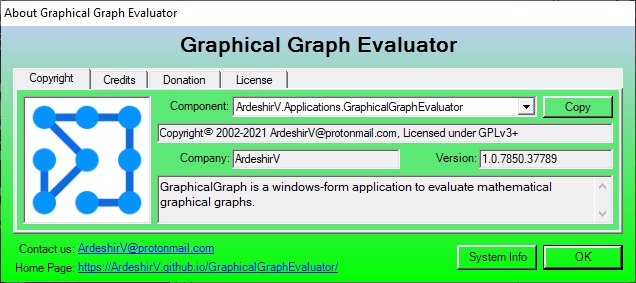 About Graphical Graph Evaluator
Graphical Graph Evaluator
Copyright Credits Donation License
Component: ArdeshirV.Applications.GraphicalGraphEvaluator Copy
Copyright© 2002-2021 ArdeshirV@protonmail.com, Licensed under GPLv3+
Company: ArdeshirV Version: 1.0.7850.37789
GraphicalGraph is a windows-form application to evaluate mathematical
graphical graphs.
Contact us: ArdeshirV@protonmail.com
Home Page: https://ArdeshirV.github.io/GraphicalGraphEvaluator/
System Info OK